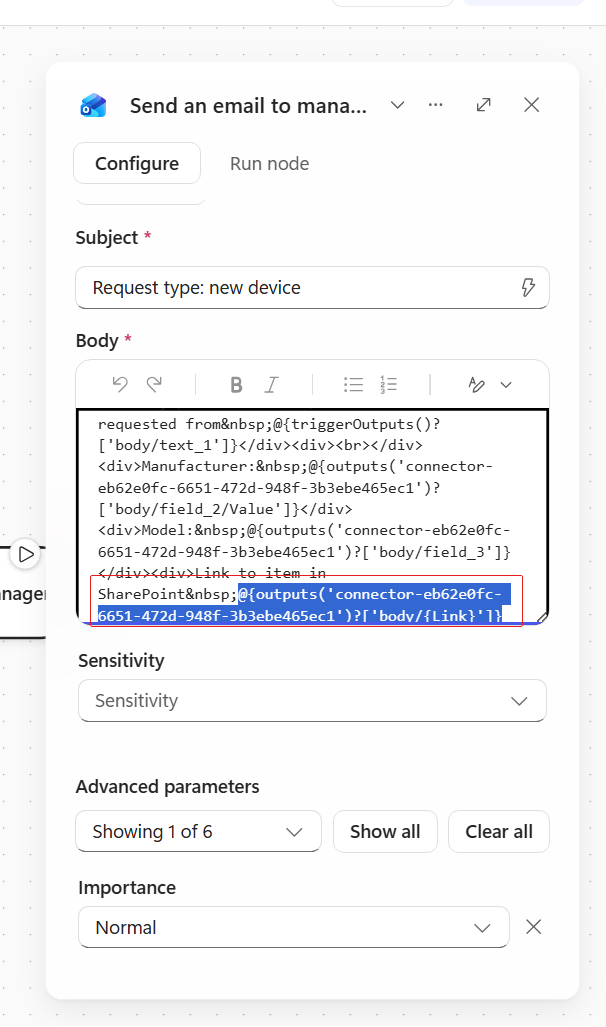 Send an email to mana...
Configure
Run node
Subject *
Request type: new device
Body *
B I
requested from&nbsp;@{triggerOutputs()?
['body/text_1']}</div><div><br></div>
<div>Manufacturer:&nbsp;@{outputs('connector-
eb62e0fc-6651-472d-948f-3b3ebe465ec1')?
['body/field_2/Value']}</div>
<div>Model:&nbsp;@{outputs('connector-eb62e0fc-
6651-472d-948f-3b3ebe465ec1')?['body/field_3']}
</div><div>Link to item in
SharePoint&nbsp;@{outputs('connector-eb62e0fc-
6651-472d-948f-3b3ebe465ec1')?['body/{Link}']}
nager
Sensitivity
Sensitivity
Advanced parameters
Showing 1 of 6
Show all
Clear all
Importance
Normal